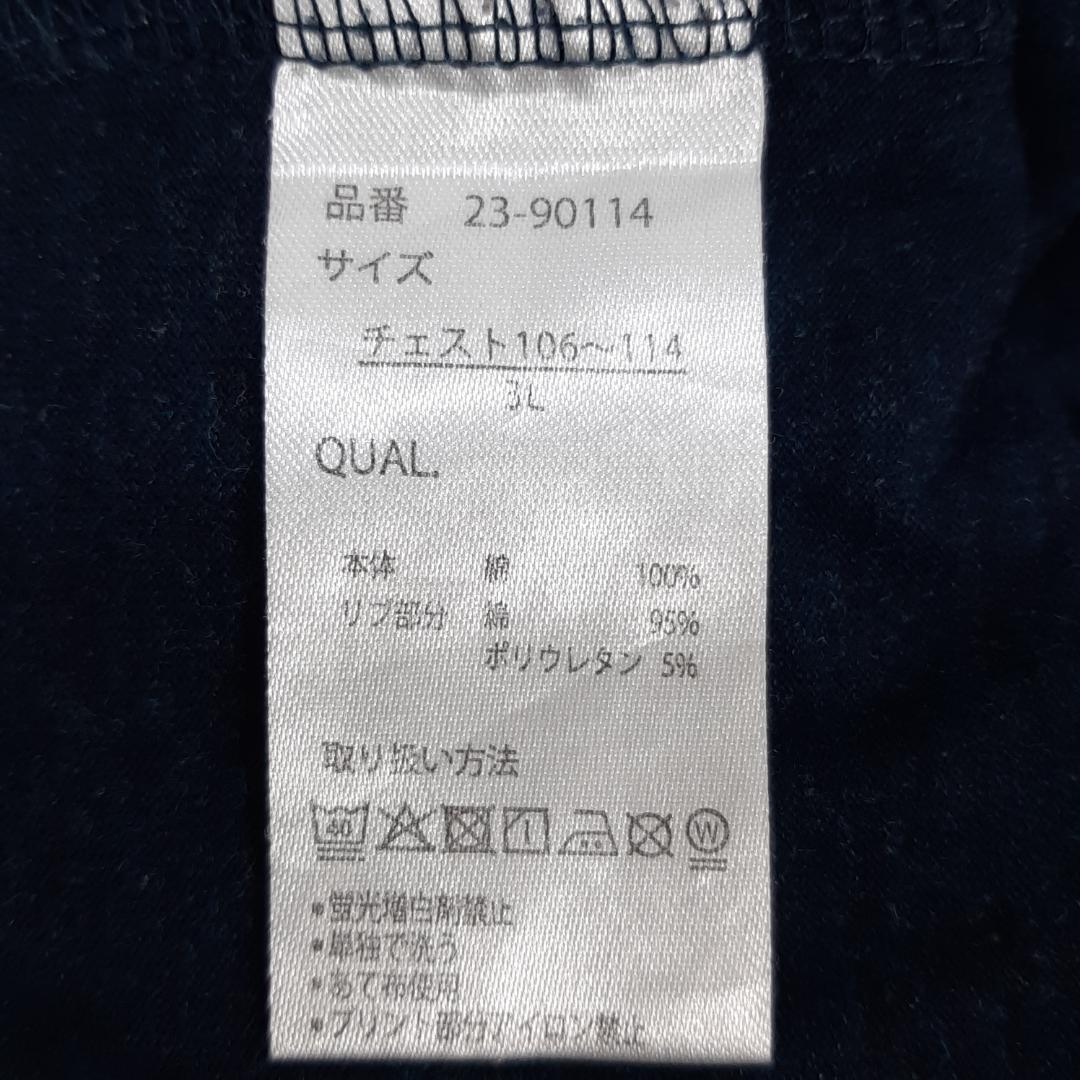 品番 23-90114
サイズ
チェスト106～114
3L
QUAL.
本体 綿 100%
リブ部分 綿 95%
ポリウレタン 5%
取り扱い方法
40 W
・蛍光増白剤禁止
・単独で洗う
・あて布使用
・プリント部分アイロン禁止